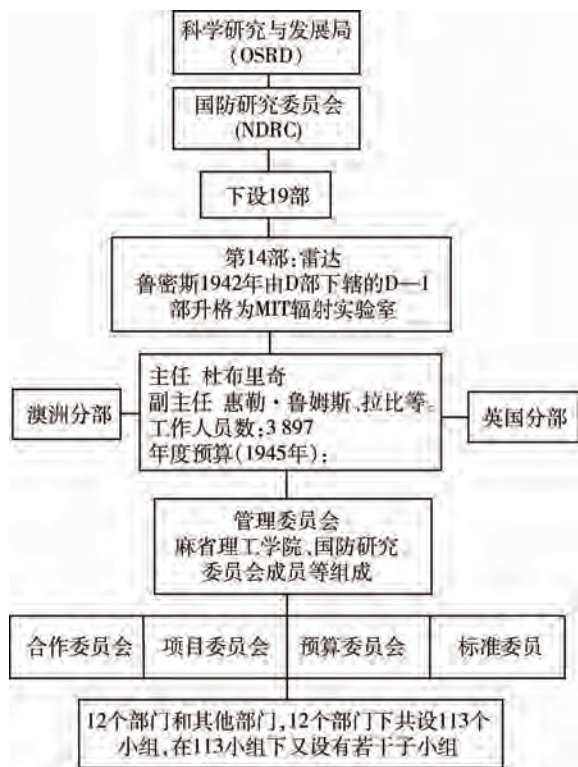 科学研究与发展局
(OSRD)
国防研究委员会
(NDRC)
下设19部
第14部:雷达
鲁密斯1942年由D部下辖的D—I
部升格为MIT辐射实验室
主任 杜布里奇
副主任 惠勒·鲁姆斯、拉比等。
工作人员数:3 897
年度预算(1945年):
澳洲分部
英国分部
管理委员会
麻省理工学院、国防研究
委员会成员等组成
合作委员会
项目委员会
预算委员会
标准委员
12个部门和其他部门,12个部门下共设113个
小组,在113小组下又设有若干子小组